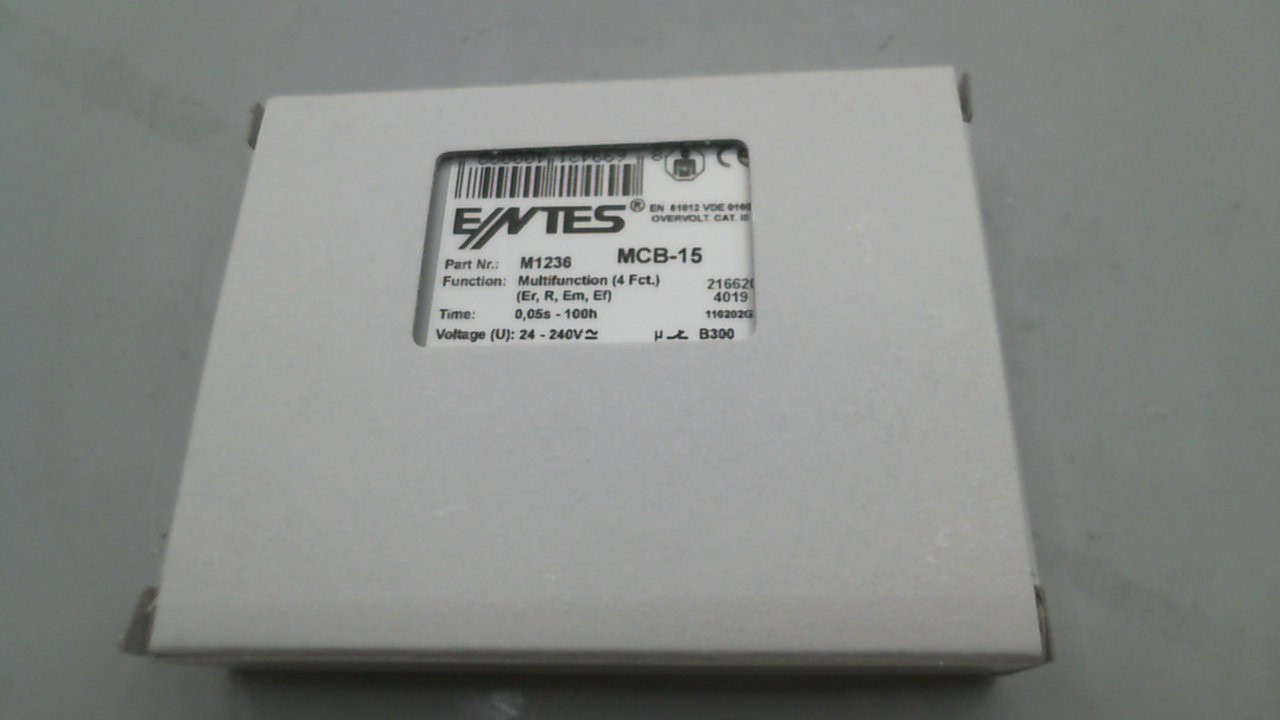 ENTES®
EN 61812 VDE 0160
OVERVOLT. CAT. III
Part Nr.: M1236 MCB-15
Function: Multifunction (4 Fct.)
(Er, R, Em, Ef)
21662
4019
Time: 0,05s - 100h
110202G
Voltage (U): 24 - 240V≃
µ B300